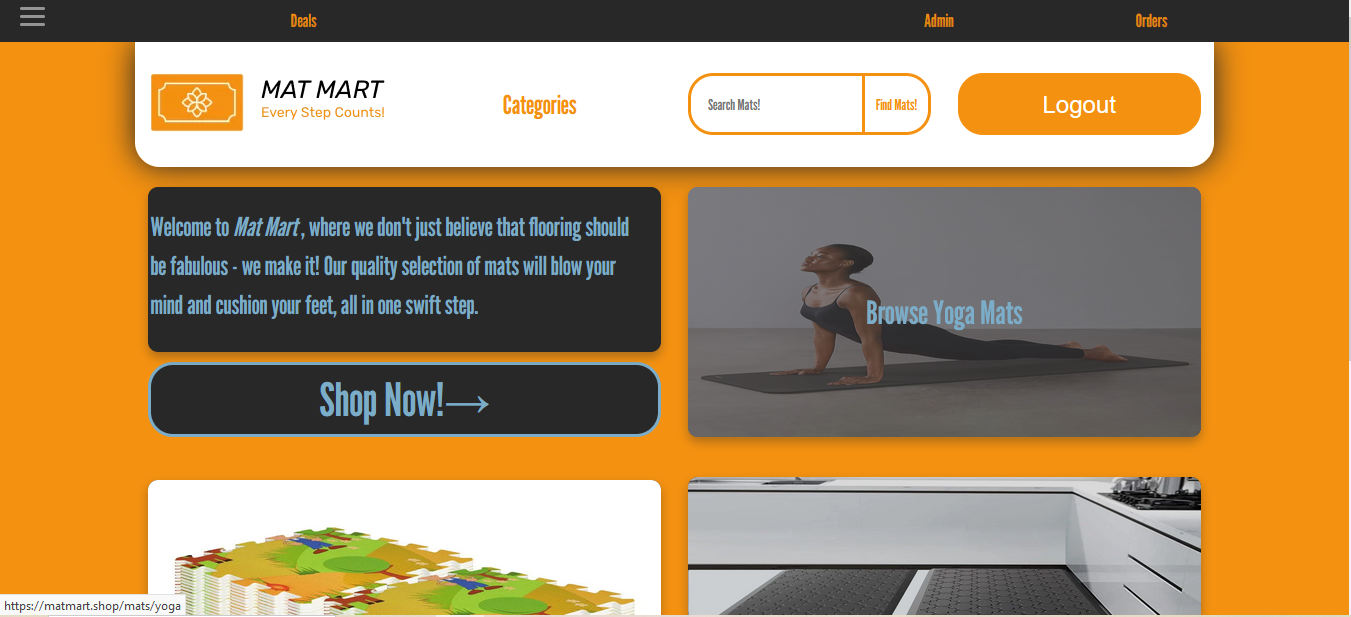 Deals
Admin
Orders
MAT MART
Every Step Counts!
Categories
Search Mats!
Find Mats!
Logout
Welcome to Mat Mart, where we don't just believe that flooring should
be fabulous - we make it! Our quality selection of mats will blow your
mind and cushion your feet, all in one swift step.
Browse Yoga Mats
Shop Now!→
https://matmart.shop/mats/yoga